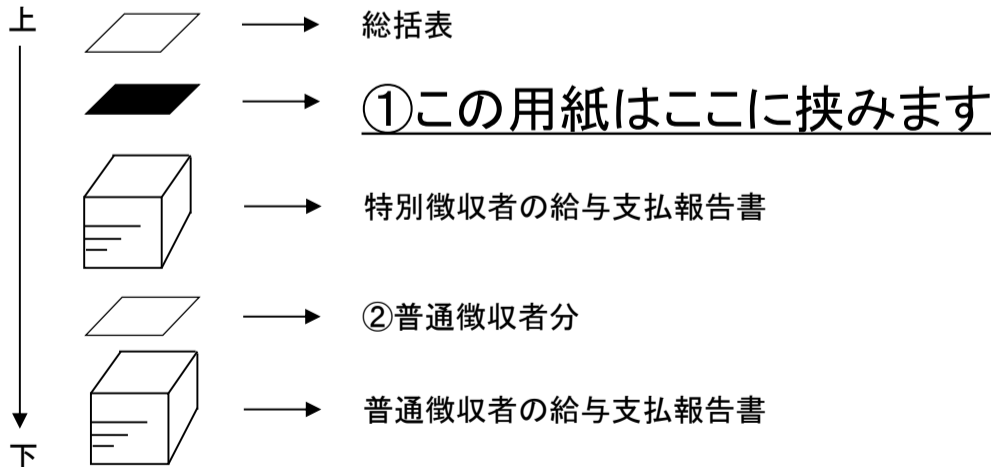 上
総括表
①この用紙はここに挟みます
特別徴収者の給与支払報告書
②普通徴収者分
普通徴収者の給与支払報告書
下